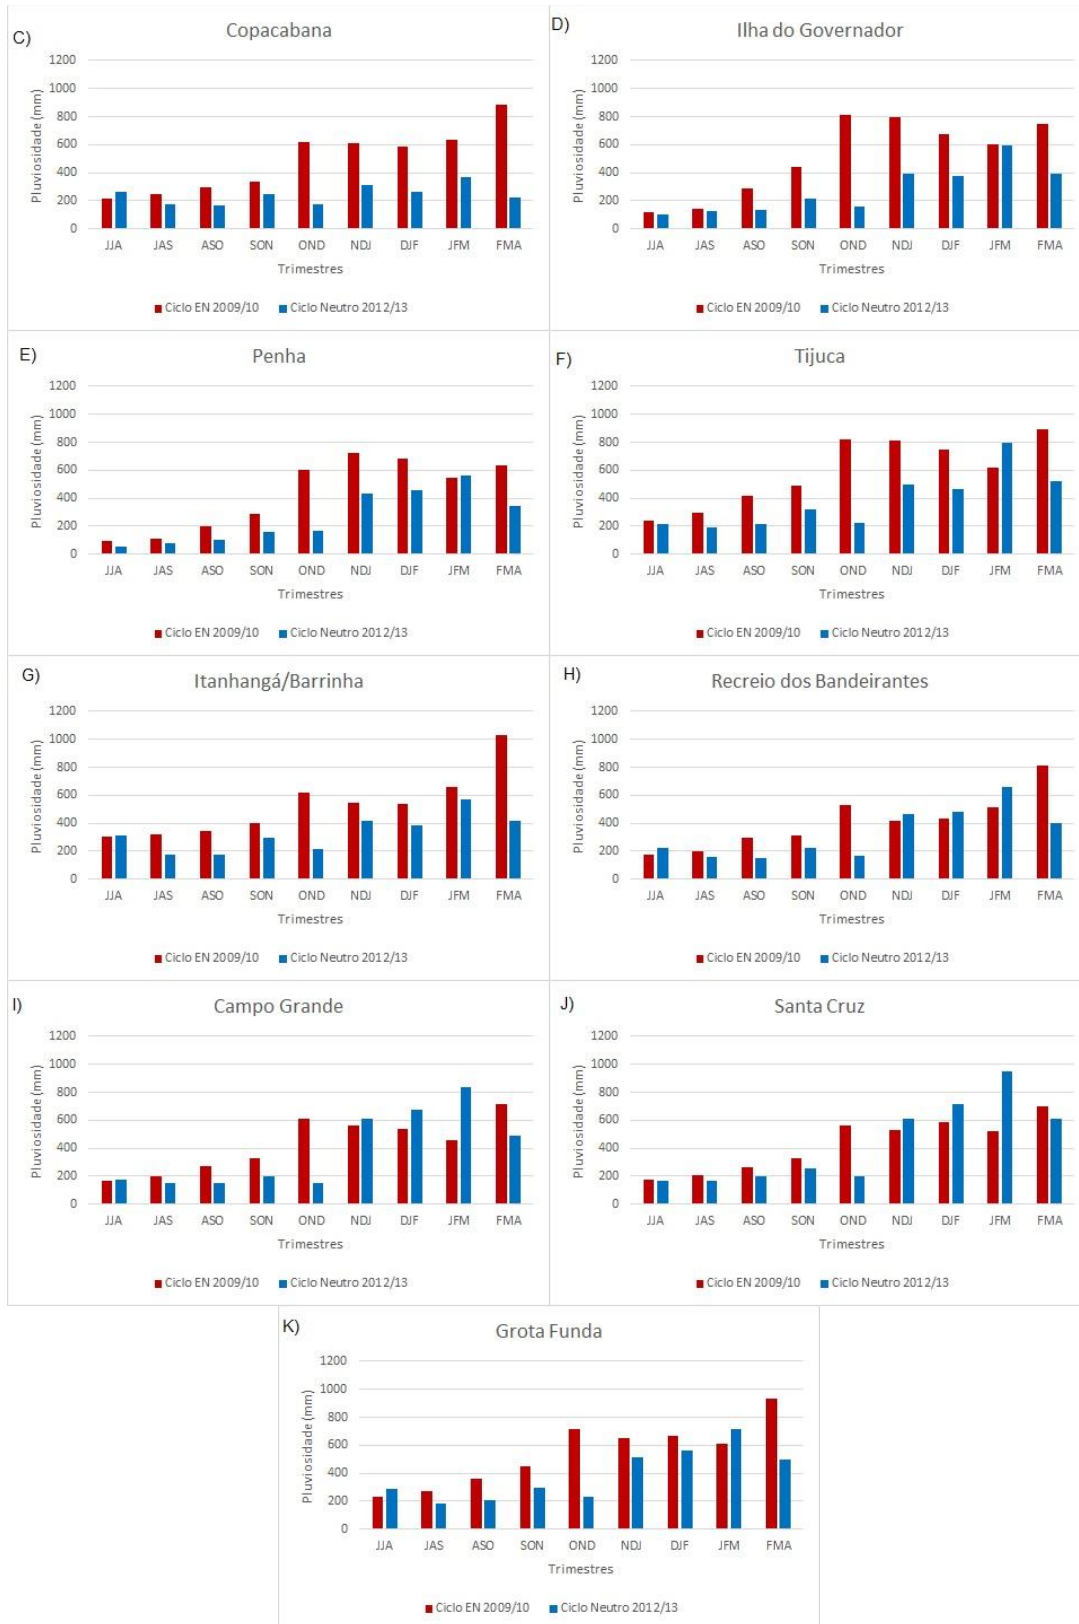 C)
Copacabana
1200
1000
800
600
400
200
0
Pluviosidade (mm)
JJA JAS ASO SON OND NDJ DJF JFM FMA
Trimestres
Ciclo EN 2009/10 Ciclo Neutro 2012/13
D)
Ilha do Governador
1200
1000
800
600
400
200
0
Pluviosidade (mm)
JJA JAS ASO SON OND NDJ DJF JFM FMA
Trimestres
Ciclo EN 2009/10 Ciclo Neutro 2012/13
E)
Penha
1200
1000
800
600
400
200
0
Pluviosidade (mm)
JJA JAS ASO SON OND NDJ DJF JFM FMA
Trimestres
Ciclo EN 2009/10 Ciclo Neutro 2012/13
F)
Tijuca
1200
1000
800
600
400
200
0
Pluviosidade (mm)
JJA JAS ASO SON OND NDJ DJF JFM FMA
Trimestres
Ciclo EN 2009/10 Ciclo Neutro 2012/13
G)
Itanhangá/Barrinha
1200
1000
800
600
400
200
0
Pluviosidade (mm)
JJA JAS ASO SON OND NDJ DJF JFM FMA
Trimestres
Ciclo EN 2009/10 Ciclo Neutro 2012/13
H)
Recreio dos Bandeirantes
1200
1000
800
600
400
200
0
Pluviosidade (mm)
JJA JAS ASO SON OND NDJ DJF JFM FMA
Trimestres
Ciclo EN 2009/10 Ciclo Neutro 2012/13
I)
Campo Grande
1200
1000
800
600
400
200
0
Pluviosidade (mm)
JJA JAS ASO SON OND NDJ DJF JFM FMA
Trimestres
Ciclo EN 2009/10 Ciclo Neutro 2012/13
J)
Santa Cruz
1200
1000
800
600
400
200
0
Pluviosidade (mm)
JJA JAS ASO SON OND NDJ DJF JFM FMA
Trimestres
Ciclo EN 2009/10 Ciclo Neutro 2012/13
K)
Grota Funda
1200
1000
800
600
400
200
0
Pluviosidade (mm)
JJA JAS ASO SON OND NDJ DJF JFM FMA
Trimestres
Ciclo EN 2009/10 Ciclo Neutro 2012/13